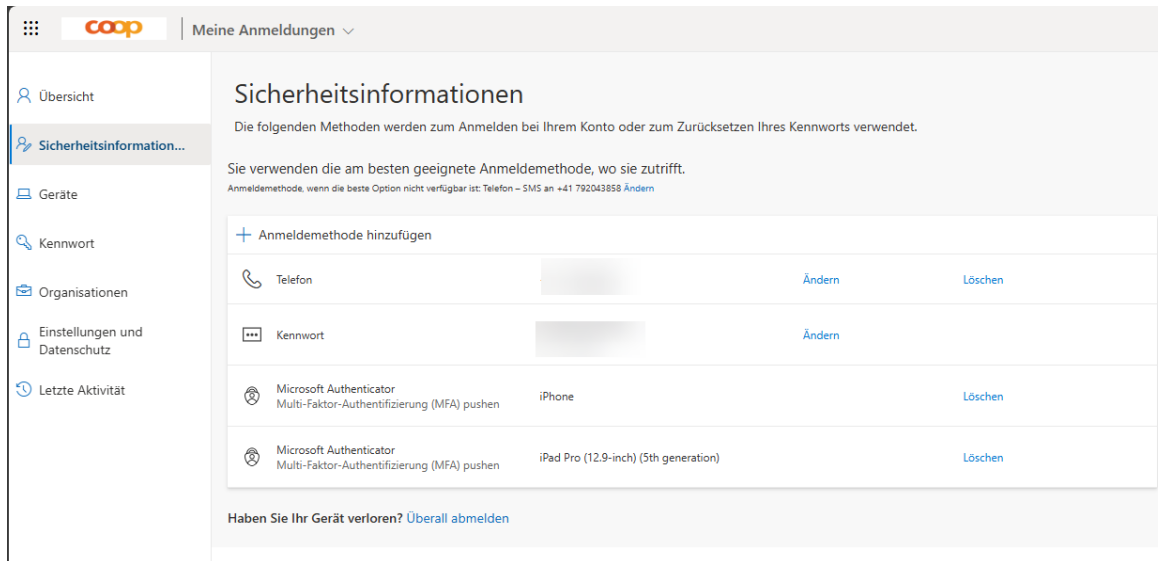 coop
Meine Anmeldungen
Übersicht
Sicherheitsinformation...
Geräte
Kennwort
Organisationen
Einstellungen und
Datenschutz
Letzte Aktivität
Sicherheitsinformationen
Die folgenden Methoden werden zum Anmelden bei Ihrem Konto oder zum Zurücksetzen Ihres Kennworts verwendet.
Sie verwenden die am besten geeignete Anmeldemethode, wo sie zutrifft.
Anmeldemethode, wenn die beste Option nicht verfügbar ist: Telefon – SMS an +41 792043858 Ändern
Anmeldemethode hinzufügen
Telefon Ändern Löschen
Kennwort Ändern
Microsoft Authenticator
Multi-Faktor-Authentifizierung (MFA) pushen iPhone Löschen
Microsoft Authenticator
Multi-Faktor-Authentifizierung (MFA) pushen iPad Pro (12.9-inch) (5th generation) Löschen
Haben Sie Ihr Gerät verloren? Überall abmelden